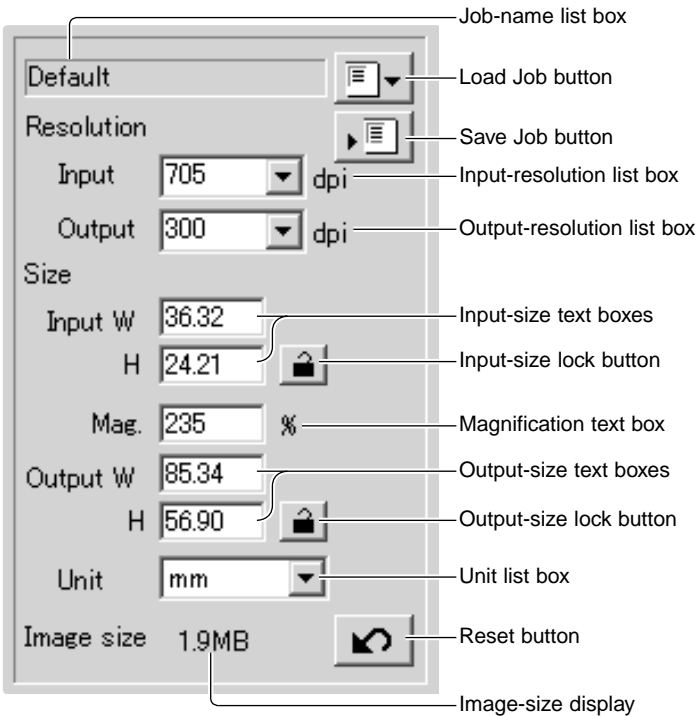 Job-name list box
Default
Load Job button
Resolution
Save Job button
Input 705 dpi
Input-resolution list box
Output 300 dpi
Output-resolution list box
Size
Input W 36.32
Input-size text boxes
H 24.21
Input-size lock button
Mag. 235 %
Magnification text box
Output W 85.34
Output-size text boxes
H 56.90
Output-size lock button
Unit mm
Unit list box
Image size 1.9MB
Reset button
Image-size display